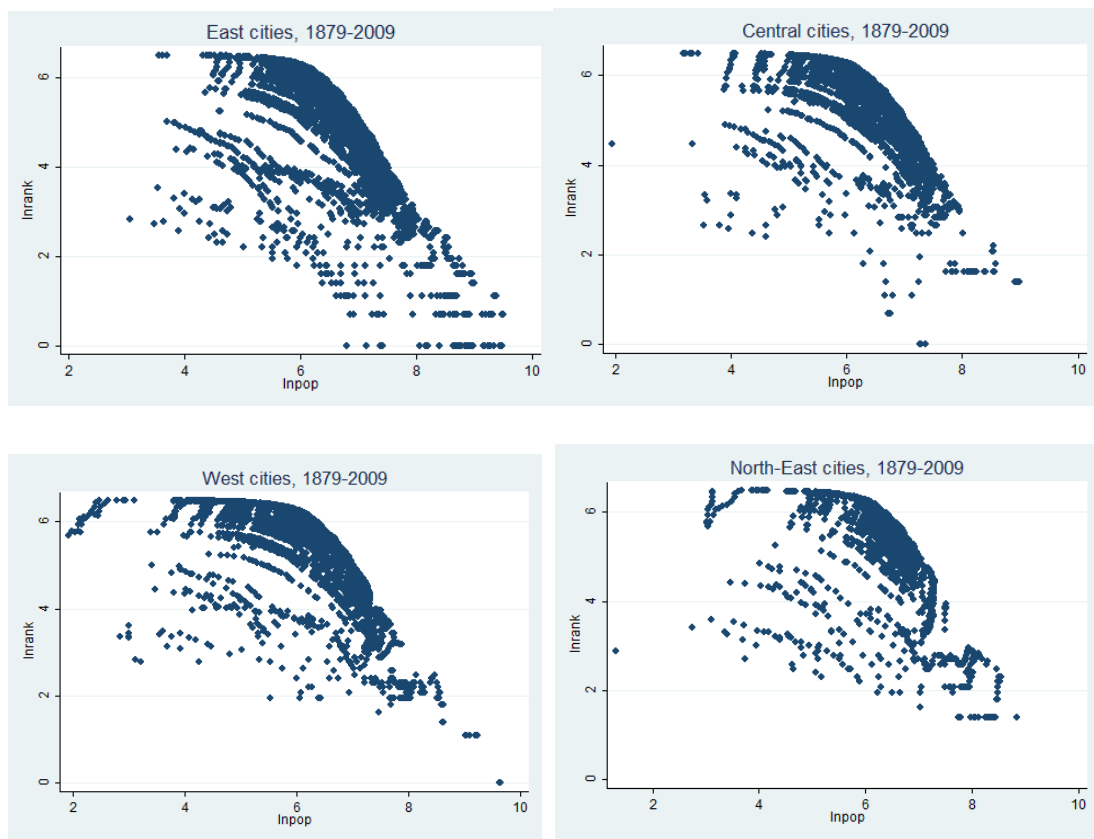 East cities, 1879-2009
lnrank
6
4
2
0
2 4 6 8 10
lnpop
Central cities, 1879-2009
lnrank
6
4
2
0
2 4 6 8 10
lnpop
West cities, 1879-2009
lnrank
6
4
2
0
2 4 6 8 10
lnpop
North-East cities, 1879-2009
lnrank
6
4
2
0
2 4 6 8 10
lnpop